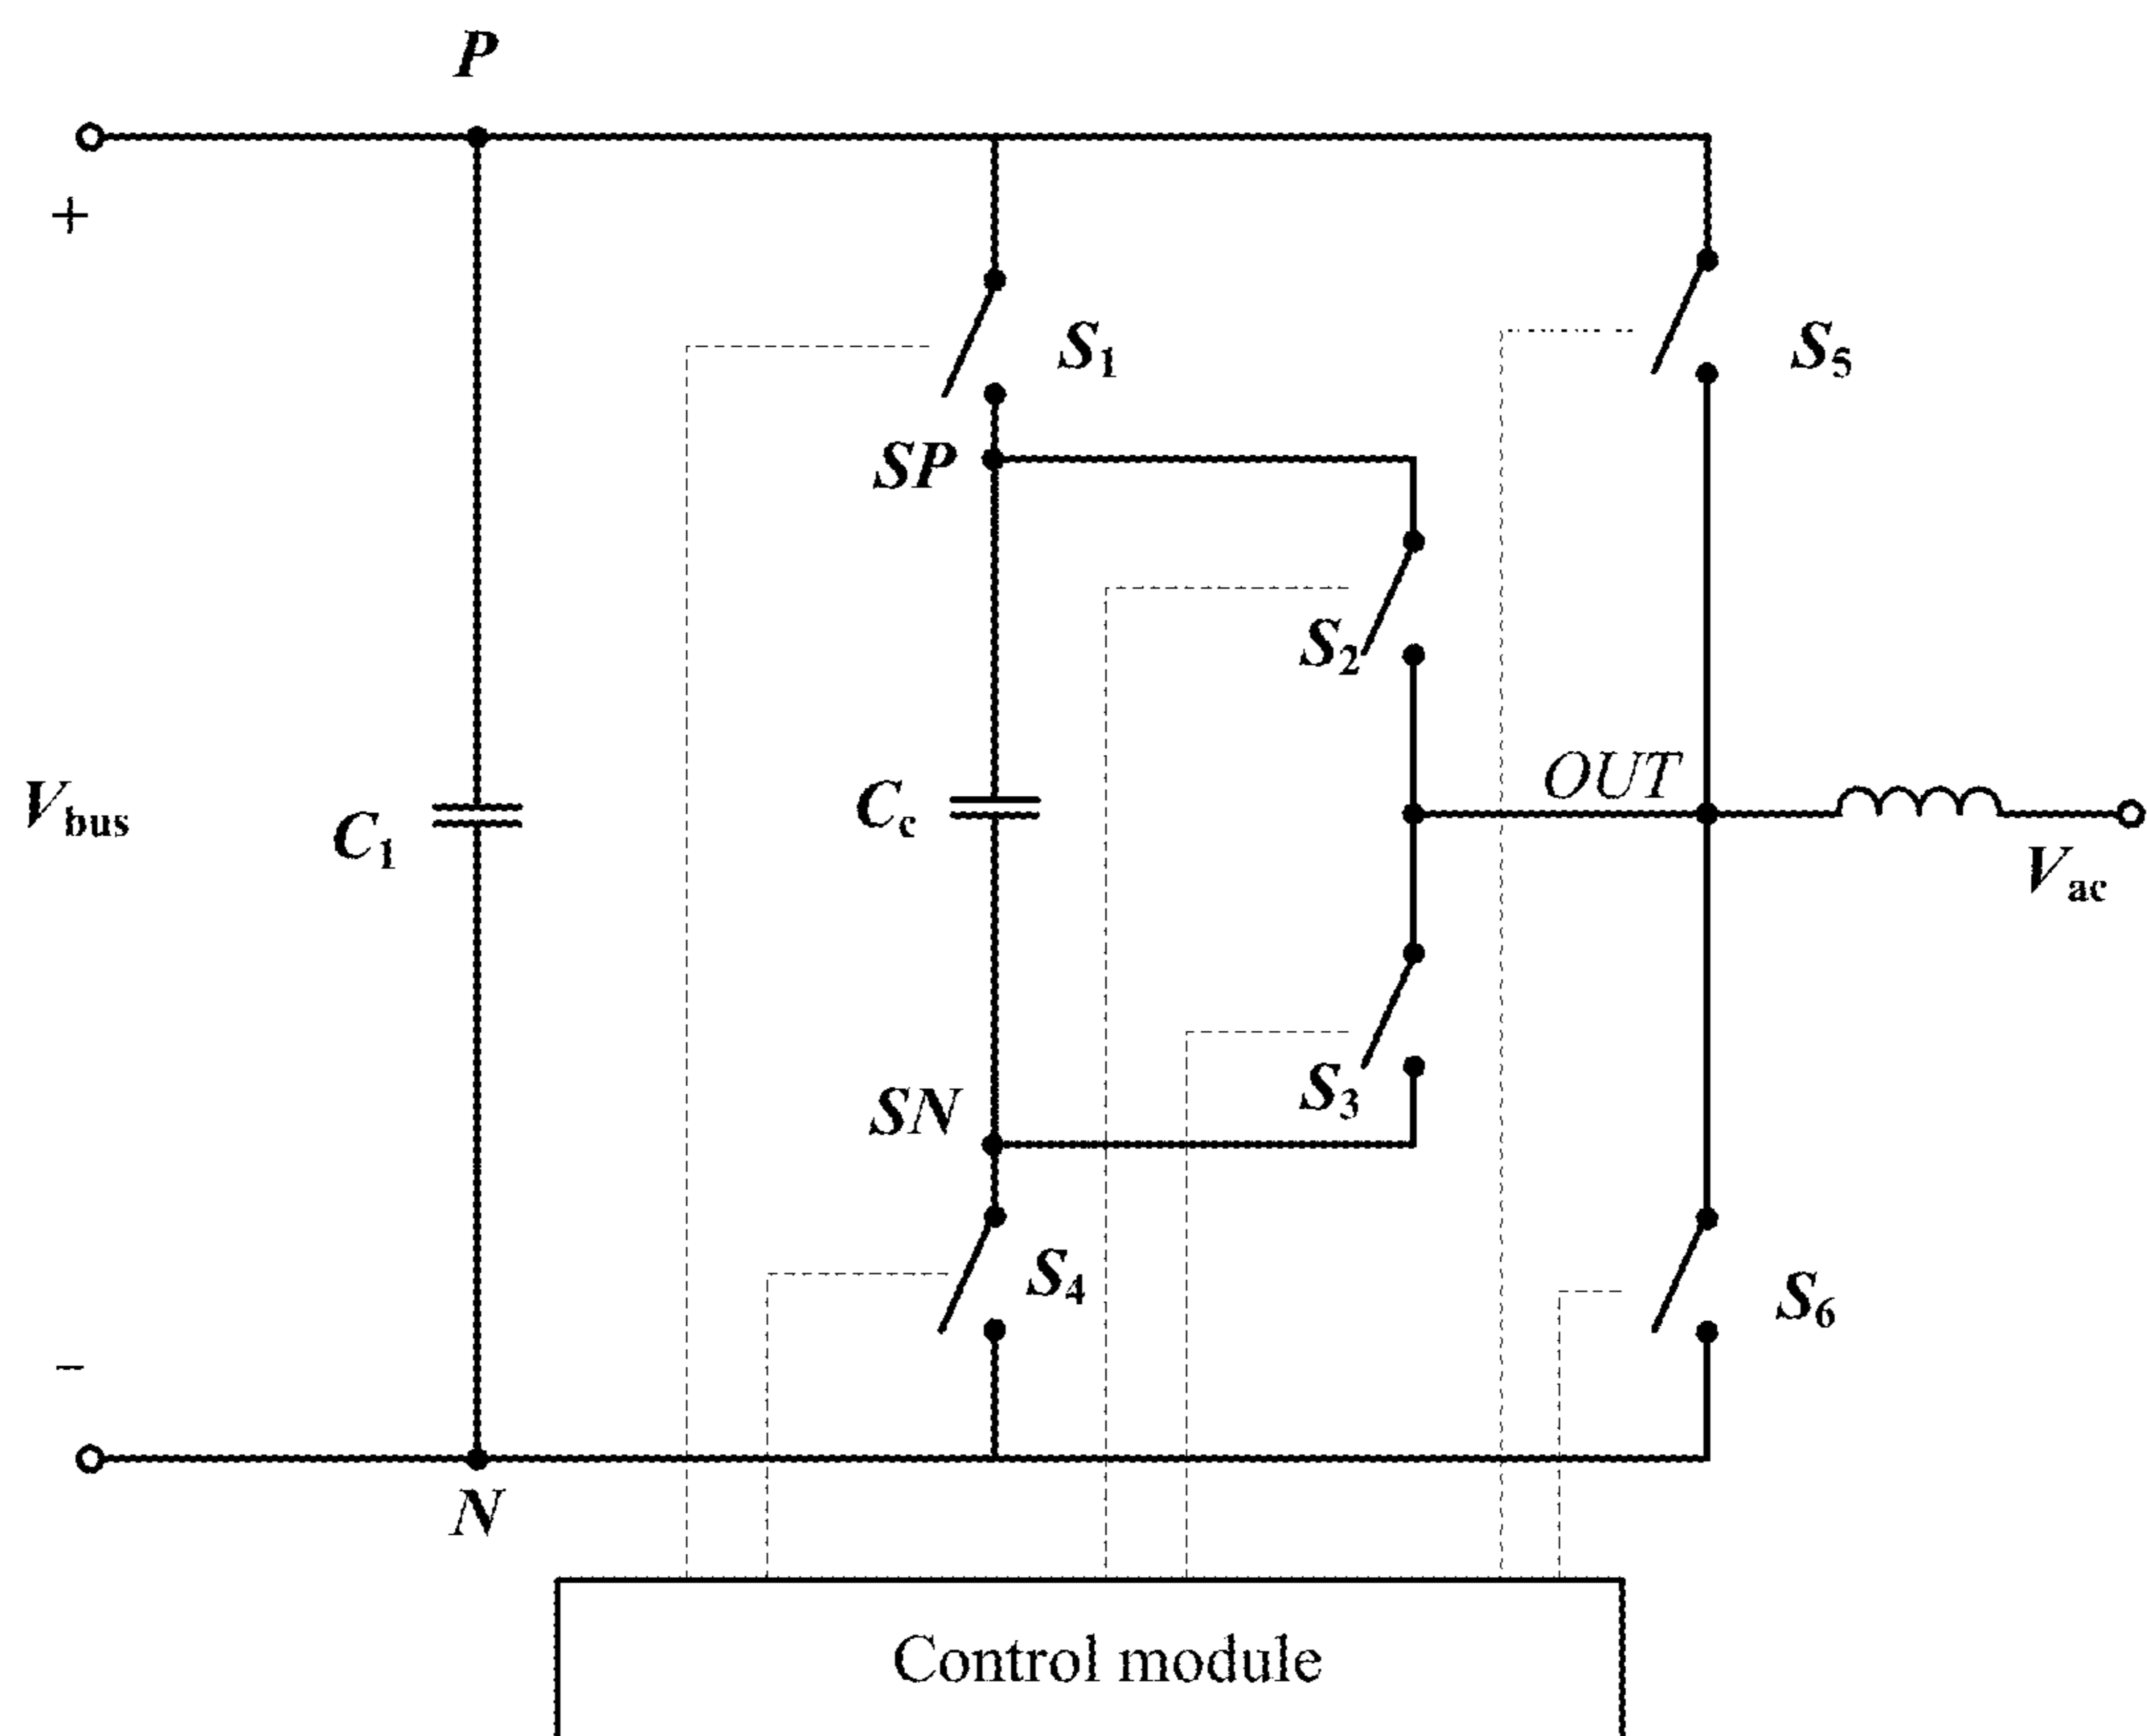 P
+
S1
S5
SP
S2
OUT
Cc
Vbus
C1
Vac
S3
SN
S4
S6
−
N
Control module